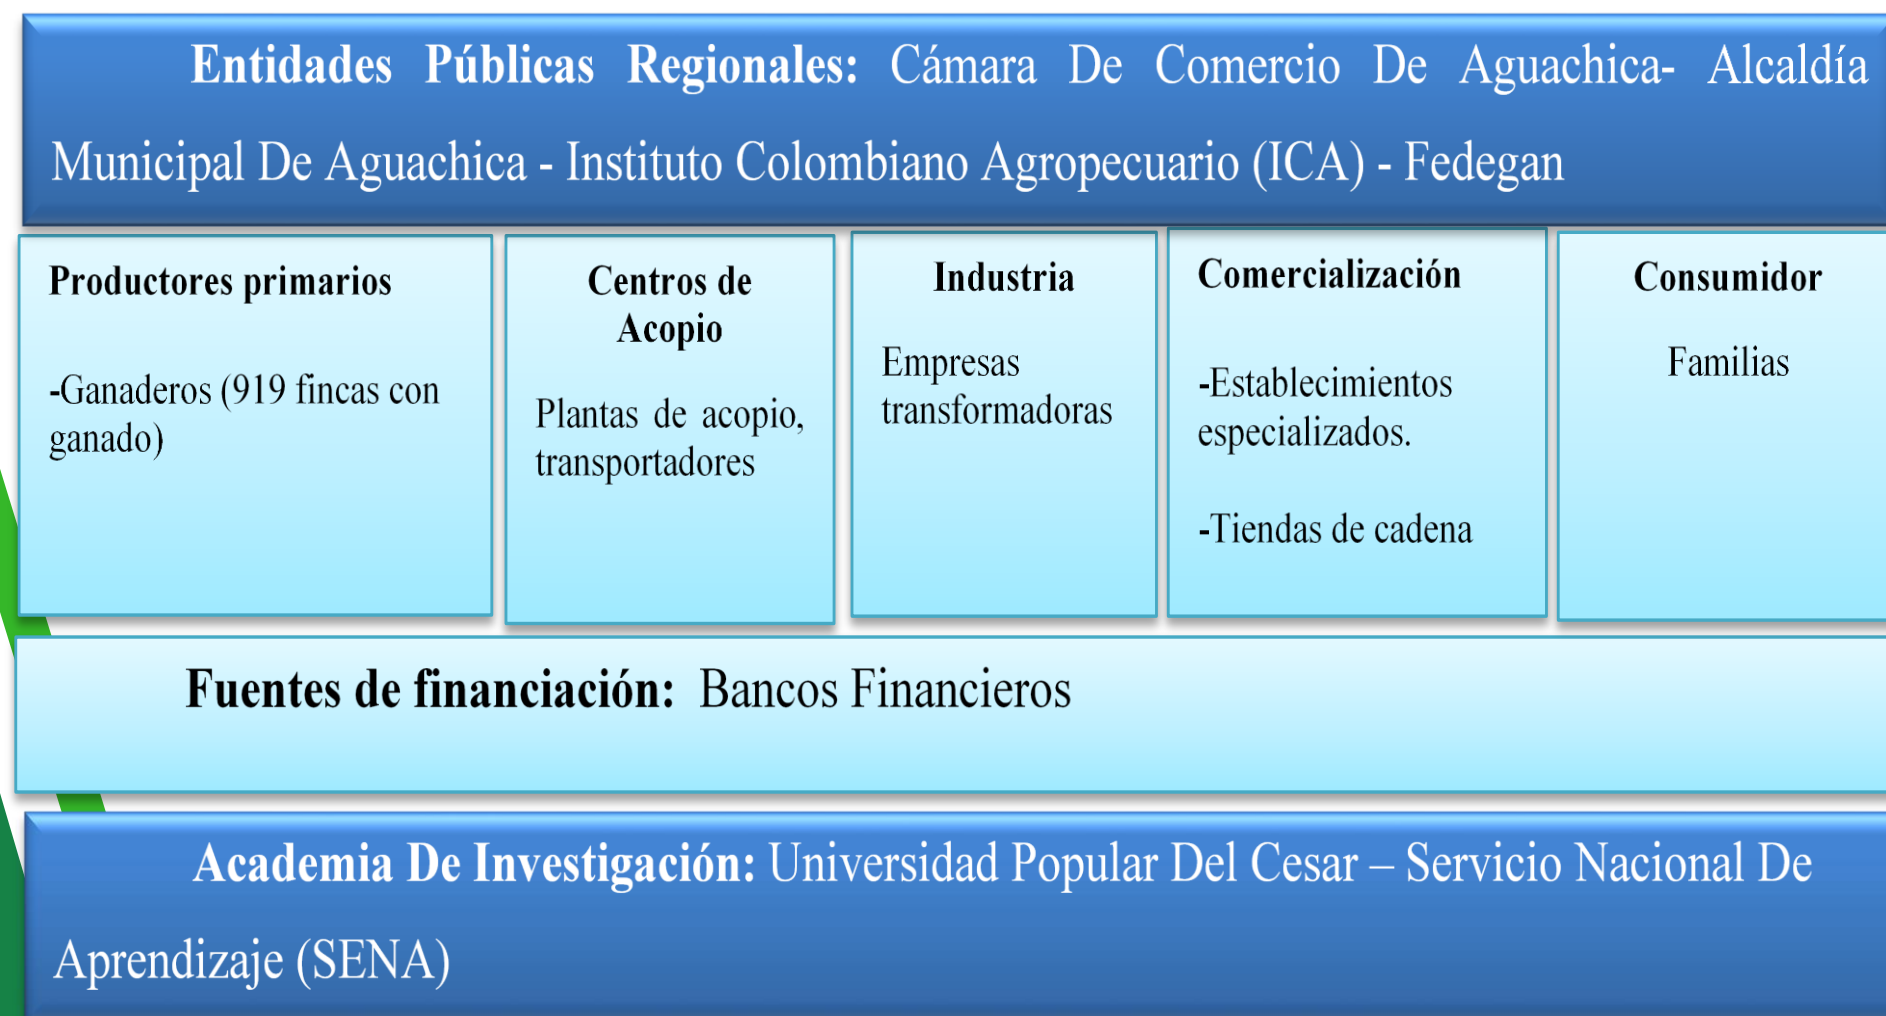 Entidades Públicas Regionales: Cámara De Comercio De Aguachica- Alcaldía
Municipal De Aguachica - Instituto Colombiano Agropecuario (ICA) - Fedegan
Productores primarios
-Ganaderos (919 fincas con
ganado)
Centros de
Acopio
Plantas de acopio,
transportadores
Industria
Empresas
transformadoras
Comercialización
-Establecimientos
especializados.
-Tiendas de cadena
Consumidor
Familias
Fuentes de financiación: Bancos Financieros
Academia De Investigación: Universidad Popular Del Cesar – Servicio Nacional De
Aprendizaje (SENA)